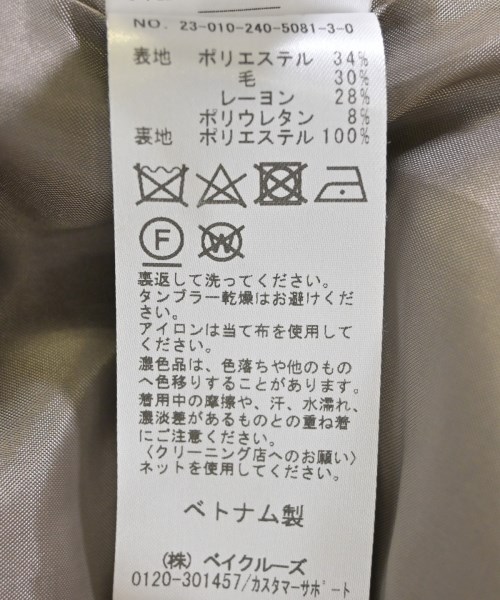 NO. 23-010-240-5081-3-0
表地 ポリエステル 34%
毛 30%
レーヨン 28%
ポリウレタン 8%
裏地 ポリエステル 100%
F W
裏返して洗ってください。
タンブラー乾燥はお避けくだ
さい。
アイロンは当て布を使用して
ください。
濃色品は、色落ちや他のもの
へ色移りすることがあります。
着用中の摩擦や、汗、水濡れ、
濃淡差があるものとの重ね着
にご注意ください。
〈クリーニング店へのお願い〉
ネットを使用してください。
ベトナム製
(株) ベイクルーズ
0120-301457/カスタマーサポート